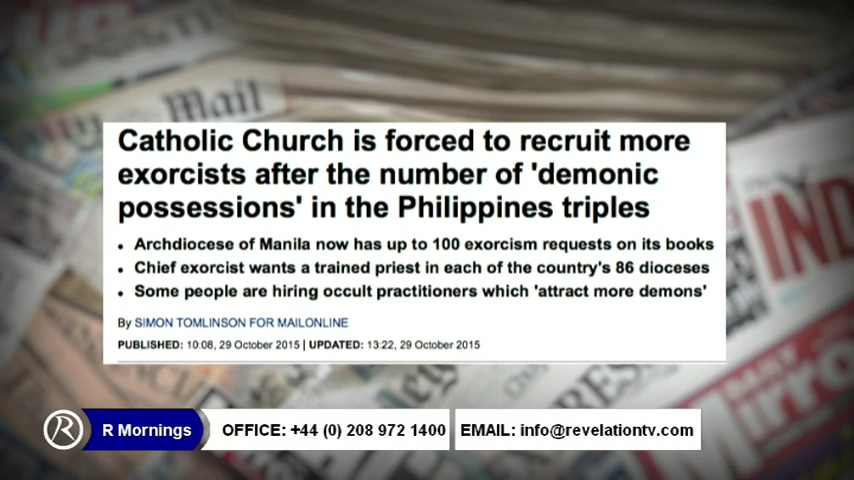 Mail
Catholic Church is forced to recruit more
exorcists after the number of 'demonic
possessions' in the Philippines triples
• Archdiocese of Manila now has up to 100 exorcism requests on its books
• Chief exorcist wants a trained priest in each of the country's 86 dioceses
• Some people are hiring occult practitioners which 'attract more demons'
By SIMON TOMLINSON FOR MAILONLINE
PUBLISHED: 10:08, 29 October 2015 | UPDATED: 13:22, 29 October 2015
IND
Mirror
R
R Mornings
OFFICE: +44 (0) 208 972 1400
EMAIL: info@revelationtv.com